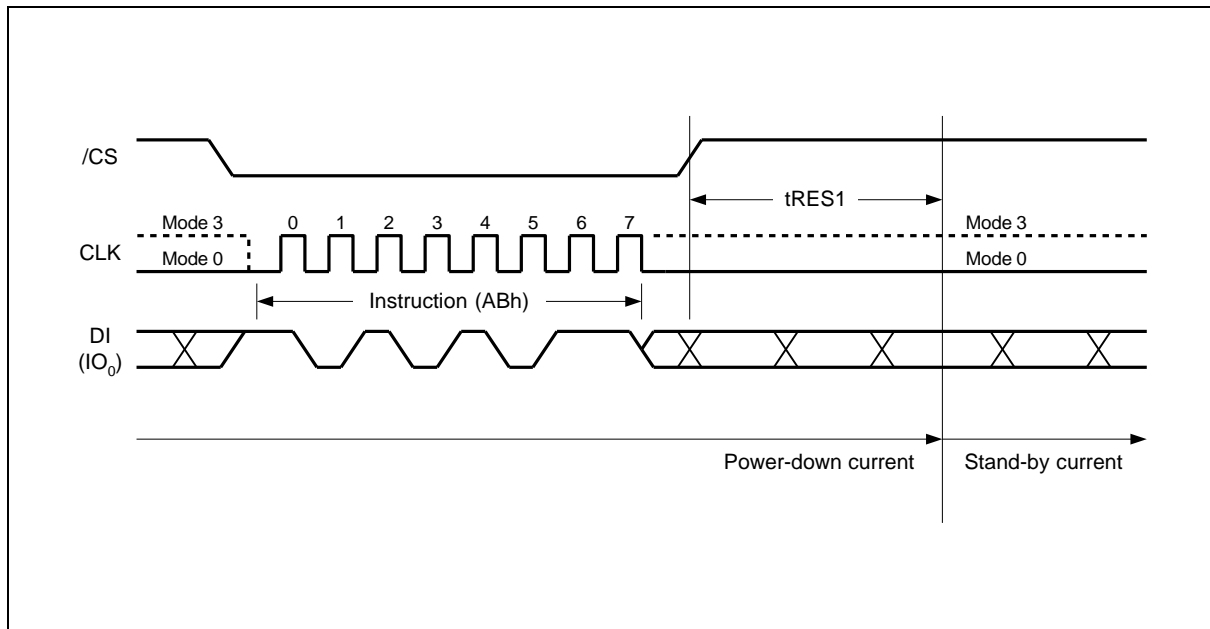 /CS
tRES1
Mode 3 0 1 2 3 4 5 6 7 Mode 3
CLK
Mode 0 Mode 0
Instruction (ABh)
DI
(IO0)
Power-down current Stand-by current